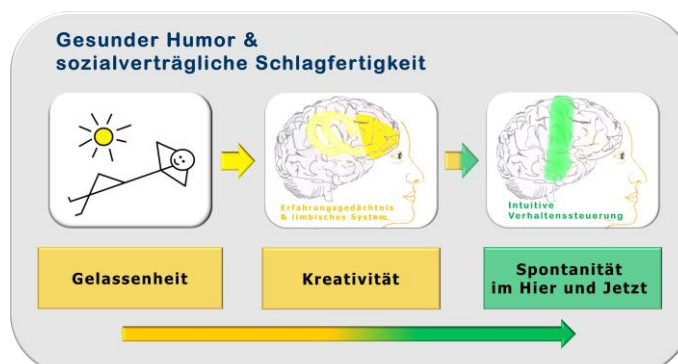 Gesunder Humor &
sozialverträgliche Schlagfertigkeit
Erfahrungsgedächtnis
& limbisches System
Intuitive
Verhaltenssteuerung
Gelassenheit
Kreativität
Spontanität
im Hier und Jetzt